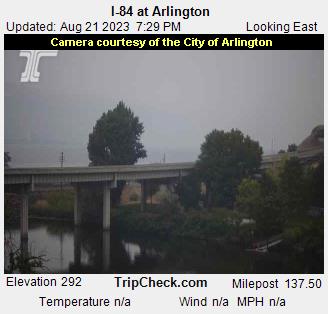 I-84 at Arlington
Updated: Aug 21 2023 7:29 PM Looking East
Camera courtesy of the City of Arlington
Elevation 292 TripCheck.com Milepost 137.50
Temperature n/a Wind n/a MPH n/a